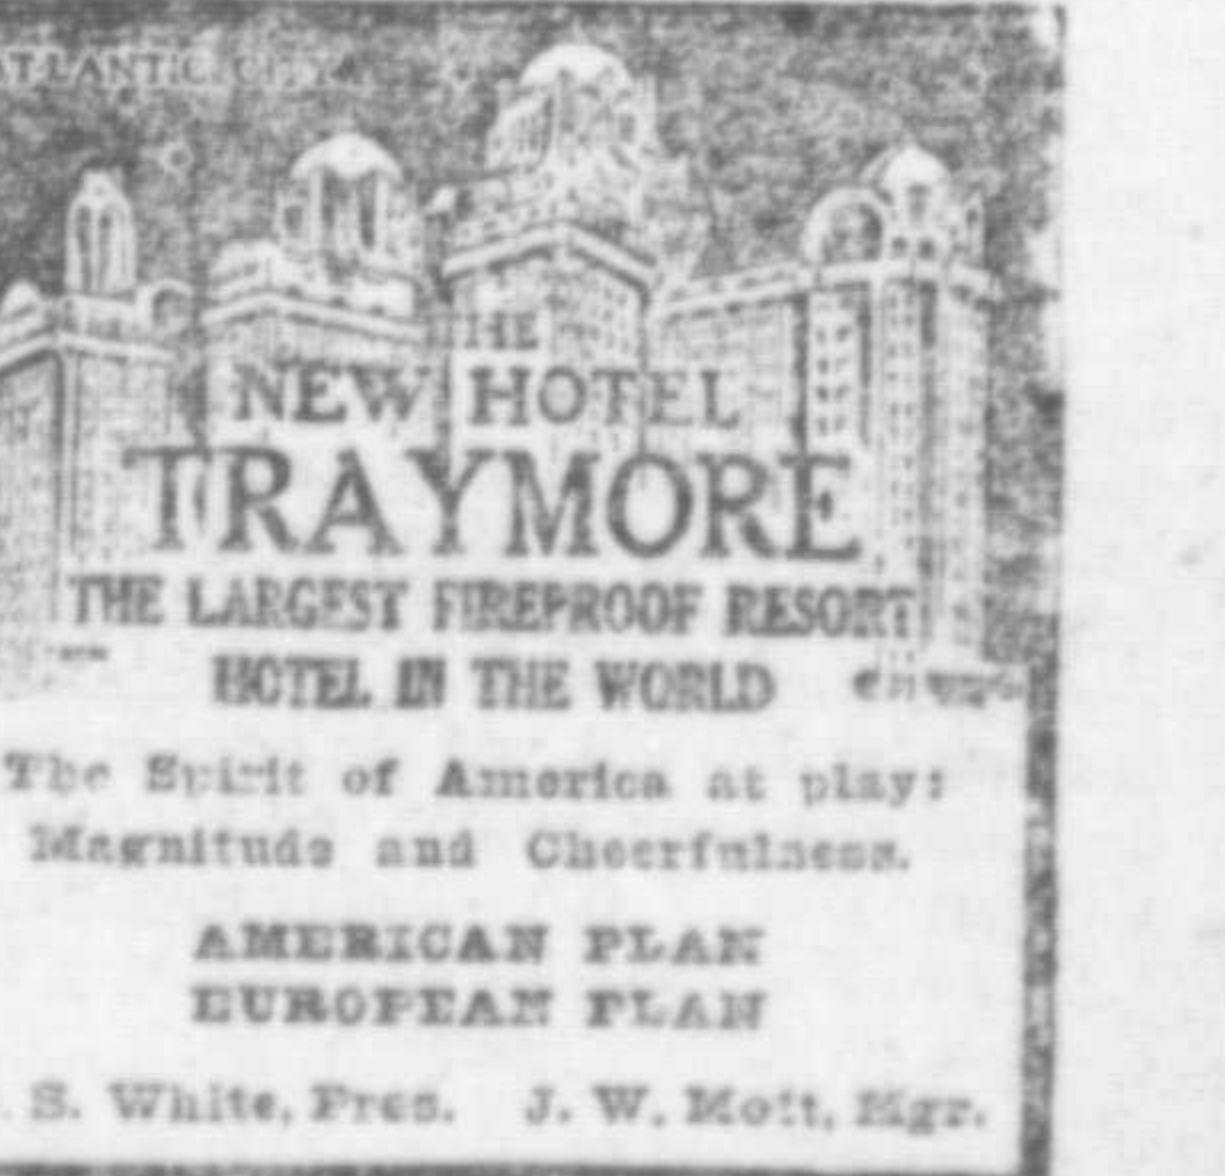 ATLANTIC CITY
THE
NEW HOTEL
TRAYMORE
THE LARGEST FIREPROOF RESORT
HOTEL IN THE WORLD
The Spirit of America at play:
Magnitude and Cheerfulness.
AMERICAN PLAN
EUROPEAN PLAN
. S. White, Pres. J. W. Mott, Mgr.